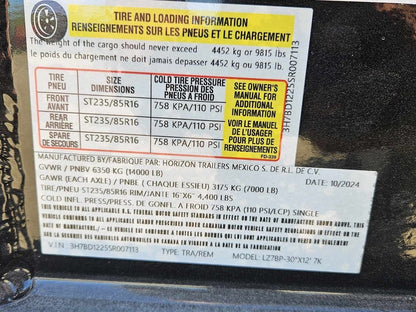 TIRE AND LOADING INFORMATION
RENSEIGNEMENTS SUR LES PNEUS ET LE CHARGEMENT
The weight of the cargo should never exceed 4452 kg or 9815 lbs.
le poids du chargement ne doit jamais depasser 4452 kg or 9815 lb.
TIRE PNEU SIZE DIMENSIONS COLD TIRE PRESSURE PRESSION DES PNEUS A FROID
FRONT AVANT ST235/85R16 758 KPA/110 PSI
REAR ARRIÈRE ST235/85R16 758 KPA/110 PSI
SPARE DE SECOURS ST235/85R16 758 KPA/110 PSI
SEE OWNER'S
MANUAL FOR
ADDITIONAL
INFORMATION
VOIR LE MANUEL
DE L'USAGER
POUR PLUS DE
RENSEIGNEMENTS
PD-339
3H7BD1225SR007113
MANUFACTURED BY/FABRIQUE PAR: HORIZON TRAILERS MEXICO S. DE R.L. DE C.V.
GVWR / PNBV 6350 KG (14000 LB) DATE: 10/2024
GAWR (EACH AXLE) / PNBE ( CHAQUE ESSIEU) 3175 KG (7000 LB)
TIRE/PNEU ST235/85R16 RIM/JANTE 16"X6" 4,400 LBS
COLD INFL. PRESS./PRESS. DE GONFL. A FROID 758 KPA (110 PSI/LCP) SINGLE
V.I.N: 3H7BD1225SR007113 TYPE: TRA/REM MODEL: LZ7BP-30"X12' 7K